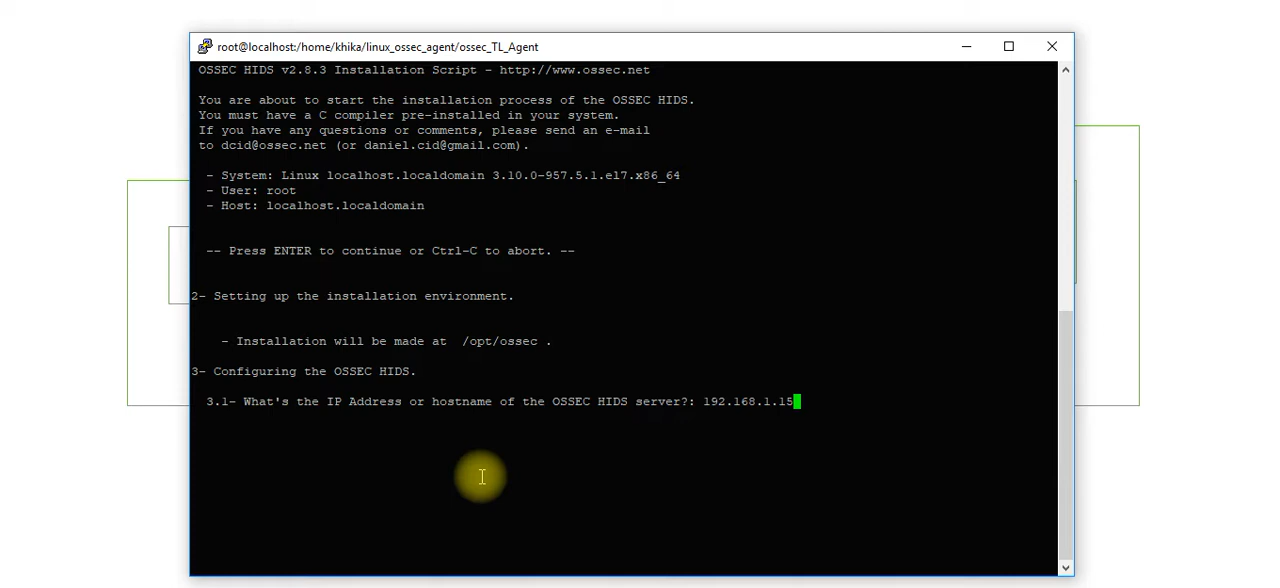 root@localhost:/home/khika/linux_ossec_agent/ossec_TL_Agent
OSSEC HIDS v2.8.3 Installation Script - http://www.ossec.net
You are about to start the installation process of the OSSEC HIDS.
You must have a C compiler pre-installed in your system.
If you have any questions or comments, please send an e-mail
to dcid@ossec.net (or daniel.cid@gmail.com).
- System: Linux localhost.localdomain 3.10.0-957.5.1.el7.x86_64
- User: root
- Host: localhost.localdomain
-- Press ENTER to continue or Ctrl-C to abort. --
2- Setting up the installation environment.
- Installation will be made at  /opt/ossec .
3- Configuring the OSSEC HIDS.
3.1- What's the IP Address or hostname of the OSSEC HIDS server?: 192.168.1.15